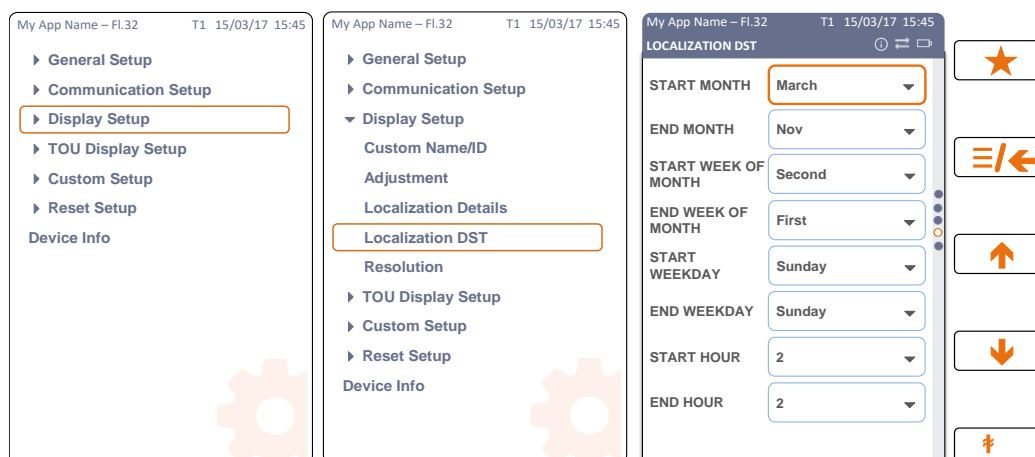 My App Name – Fl.32 T1 15/03/17 15:45
General Setup
Communication Setup
Display Setup
TOU Display Setup
Custom Setup
Reset Setup
Device Info
My App Name – Fl.32 T1 15/03/17 15:45
General Setup
Communication Setup
Display Setup
Custom Name/ID
Adjustment
Localization Details
Localization DST
Resolution
TOU Display Setup
Custom Setup
Reset Setup
Device Info
My App Name – Fl.32 T1 15/03/17 15:45
LOCALIZATION DST
START MONTH March
END MONTH Nov
START WEEK OF
MONTH
Second
END WEEK OF
MONTH
First
START
WEEKDAY
Sunday
END WEEKDAY Sunday
START HOUR 2
END HOUR 2